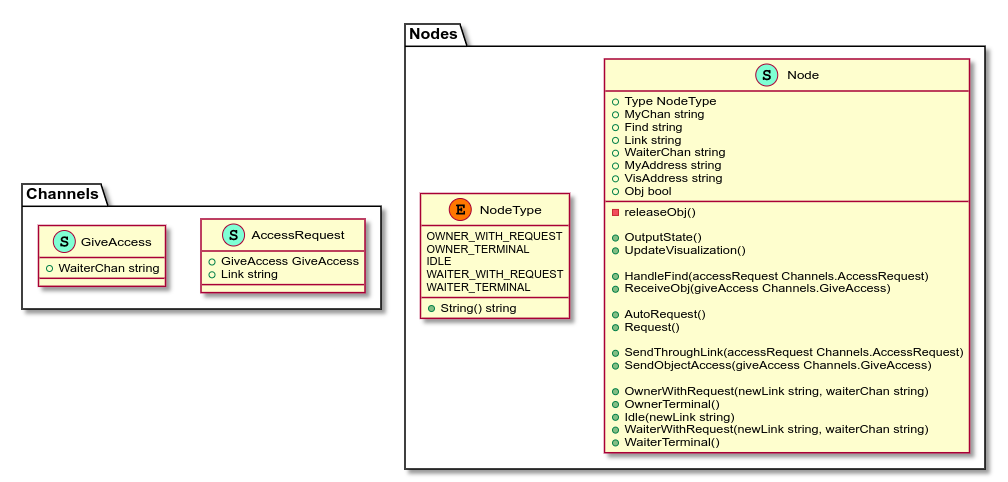 Channels
S GiveAccess
WaiterChan string
S AccessRequest
GiveAccess GiveAccess
Link string
Nodes
E NodeType
OWNER_WITH_REQUEST
OWNER_TERMINAL
IDLE
WAITER_WITH_REQUEST
WAITER_TERMINAL
String() string
S Node
Type NodeType
MyChan string
Find string
Link string
WaiterChan string
MyAddress string
VisAddress string
Obj bool
releaseObj()
OutputState()
UpdateVisualization()
HandleFind(accessRequest Channels.AccessRequest)
ReceiveObj(giveAccess Channels.GiveAccess)
AutoRequest()
Request()
SendThroughLink(accessRequest Channels.AccessRequest)
SendObjectAccess(giveAccess Channels.GiveAccess)
OwnerWithRequest(newLink string, waiterChan string)
OwnerTerminal()
Idle(newLink string)
WaiterWithRequest(newLink string, waiterChan string)
WaiterTerminal()